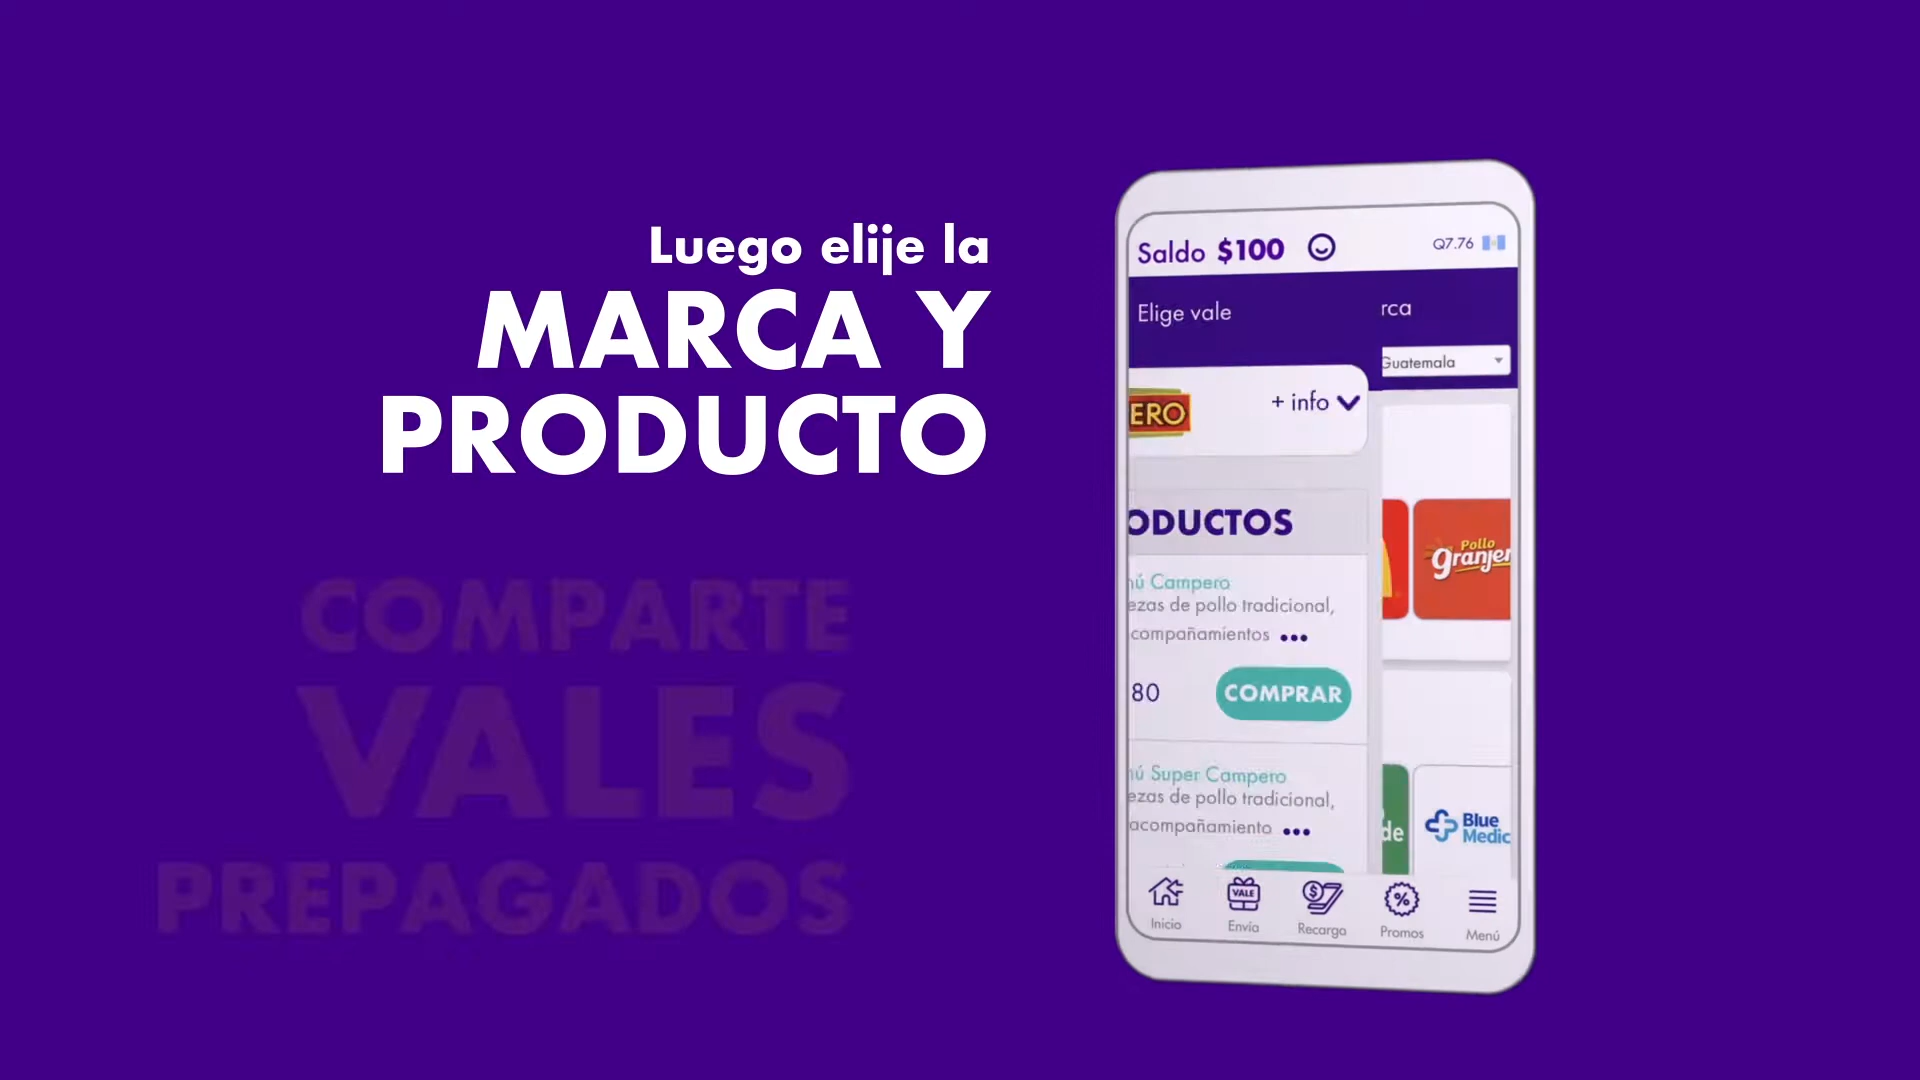 Luego elije la
MARCA Y
PRODUCTO
COMPARTE
VALES
PREPAGADOS
Saldo $100
Q7.76
Elige vale
rca
Guatemala
ERO
+ info
ODUCTOS
ú Campero
ezas de pollo tradicional,
compañamientos •••
80
COMPRAR
ú Super Campero
ezas de pollo tradicional,
acompañamiento •••
Pollo
granjer
de
Blue
Medic
VALE
Inicio
Envía
Recarga
Promos
Menú